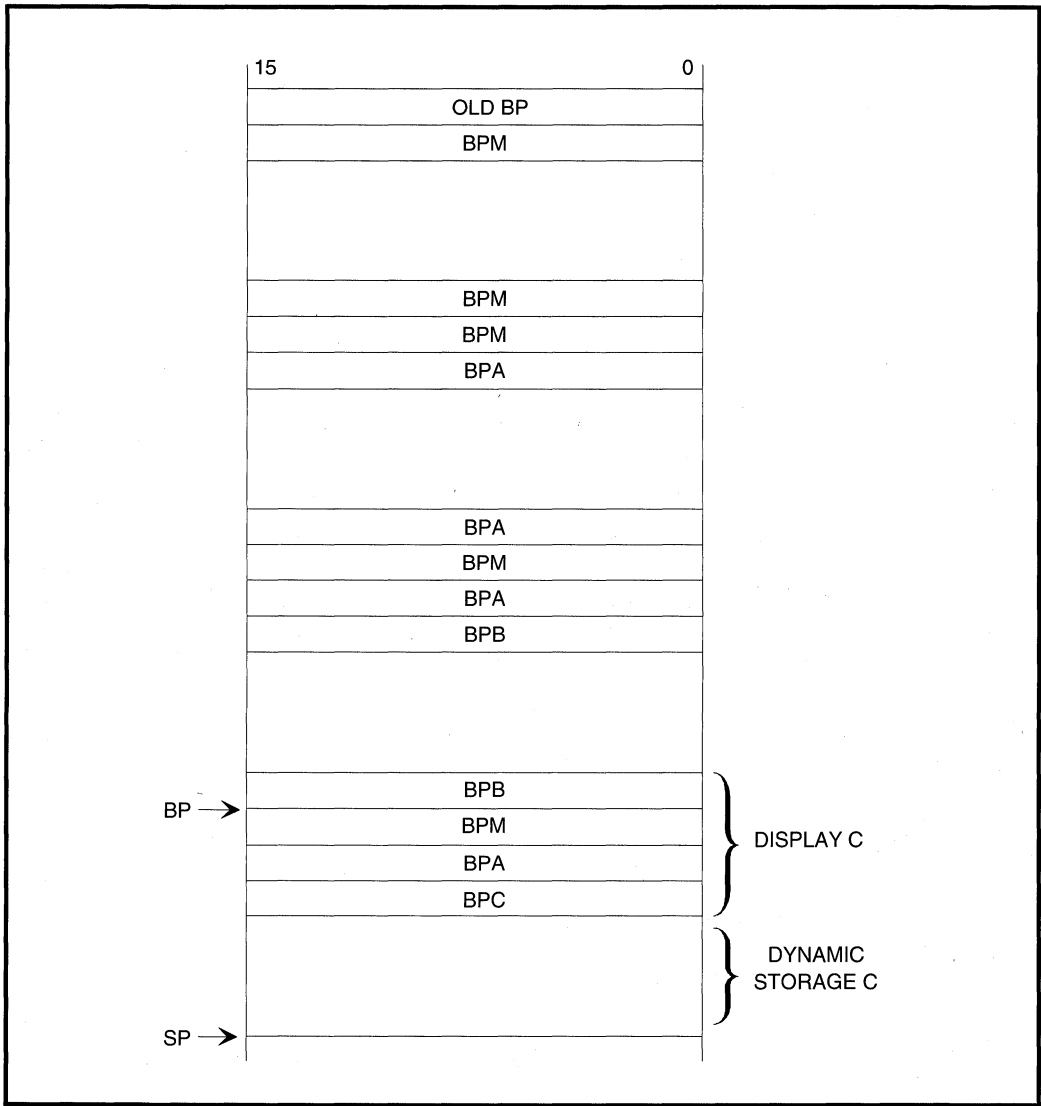 15 0
OLD BP
BPM
BPM
BPM
BPA
BPA
BPM
BPA
BPB
BPB
BP
BPM
DISPLAY C
BPA
BPC
DYNAMIC
STORAGE C
SP